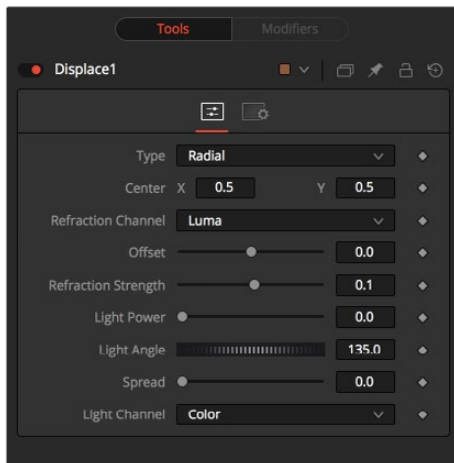 Tools Modifiers
Displace1
Type Radial
Center X 0.5 Y 0.5
Refraction Channel Luma
Offset 0.0
Refraction Strength 0.1
Light Power 0.0
Light Angle 135.0
Spread 0.0
Light Channel Color